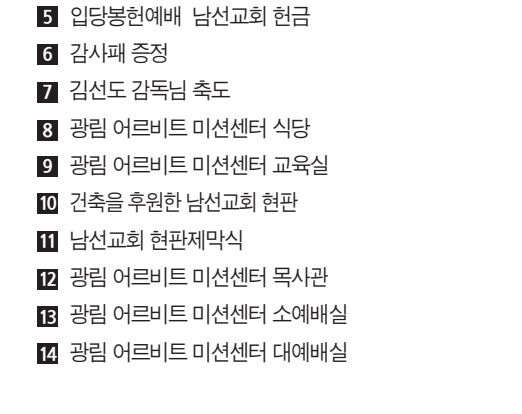 5 입당봉헌예배 남선교회 헌금
6 감사패 증정
7 김선도 감독님 축도
8 광림 어르비트 미션센터 식당
9 광림 어르비트 미션센터 교육실
10 건축을 후원한 남선교회 현판
11 남선교회 현판제막식
12 광림 어르비트 미션센터 목사관
13 광림 어르비트 미션센터 소예배실
14 광림 어르비트 미션센터 대예배실